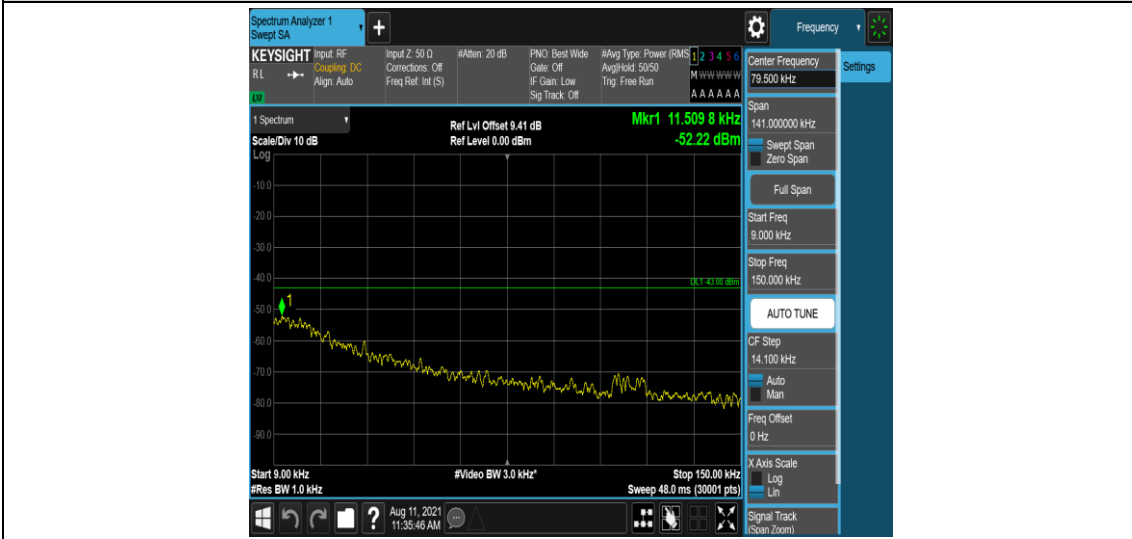 Spectrum Analyzer 1
Swept SA
+
Frequency
KEYSIGHT
RL
Input: RF
Coupling: DC
Align: Auto
Input Z: 50 Ω
Corrections: Off
Freq Ref: Int (S)
#Atten: 20 dB
PNO: Best Wide
Gate: Off
IF Gain: Low
Sig Track: Off
#Avg Type: Power (RMS
Avg|Hold: 50/50
Trig: Free Run
1 2 3 4 5 6
M W W W W W
A A A A A A
1 Spectrum
Scale/Div 10 dB
Ref Lvl Offset 9.41 dB
Ref Level 0.00 dBm
Mkr1 11.509 8 kHz
-52.22 dBm
Log
-10.0
-20.0
-30.0
-40.0
DL1 -43.00 dBm
1
-50.0
-60.0
-70.0
-80.0
-90.0
Start 9.00 kHz
#Res BW 1.0 kHz
#Video BW 3.0 kHz*
Stop 150.00 kHz
Sweep 48.0 ms (30001 pts)
?
Aug 11, 2021
11:35:46 AM
Center Frequency
79.500 kHz
Settings
Span
141.000000 kHz
Swept Span
Zero Span
Full Span
Start Freq
9.000 kHz
Stop Freq
150.000 kHz
AUTO TUNE
CF Step
14.100 kHz
Auto
Man
Freq Offset
0 Hz
X Axis Scale
Log
Lin
Signal Track
(Span Zoom)